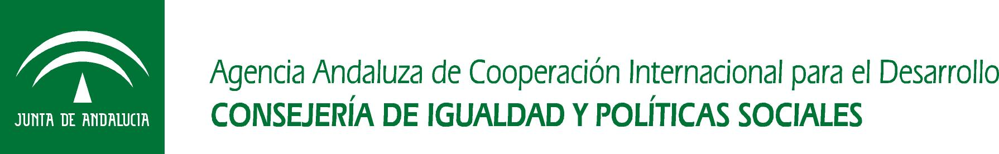 JUNTA DE ANDALUCIA
Agencia Andaluza de Cooperación Internacional para el Desarrollo
CONSEJERÍA DE IGUALDAD Y POLÍTICAS SOCIALES